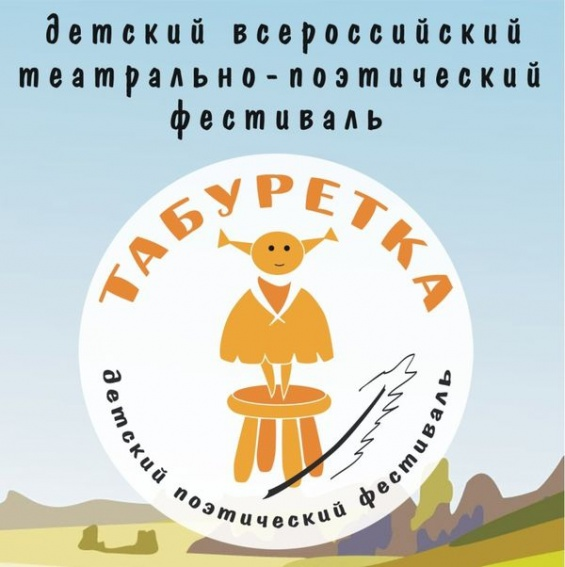 детский всероссийский
театрально-поэтический
фестиваль
ТАБУРЕТКА
детский поэтический фестиваль